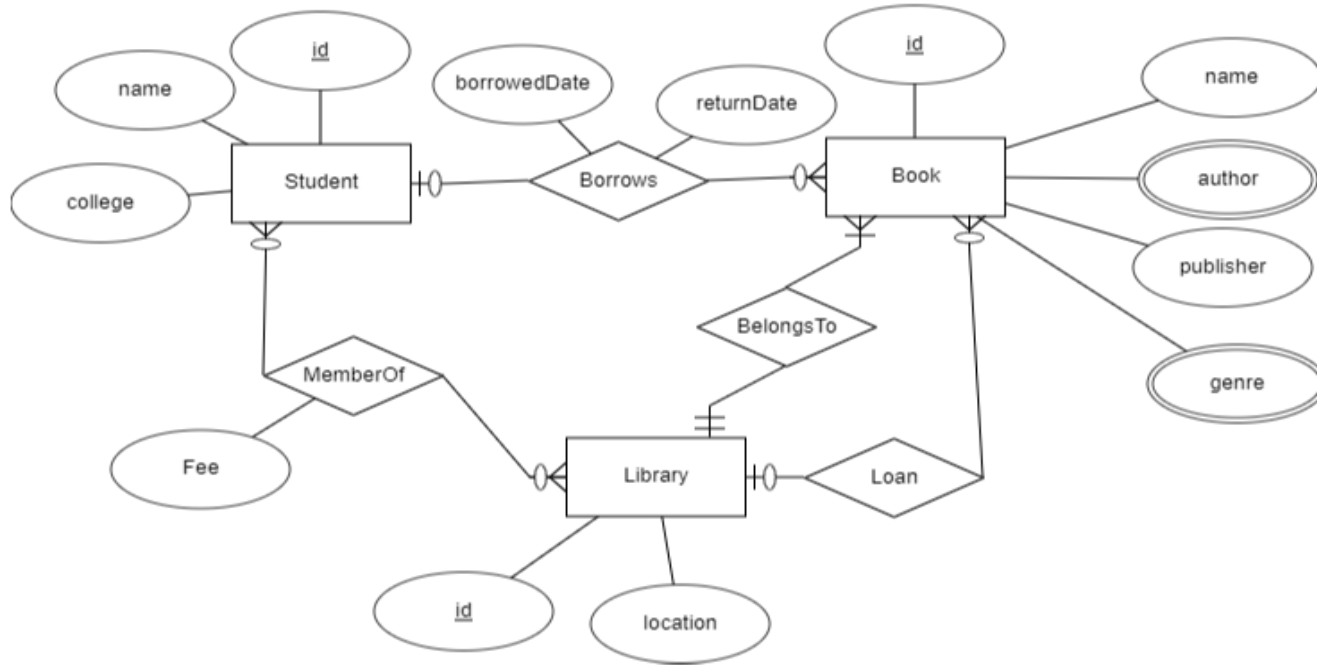 id
id
name
borrowedDate
returnDate
name
Student
Borrows
Book
author
college
publisher
BelongsTo
MemberOf
genre
Fee
Library
Loan
id
location